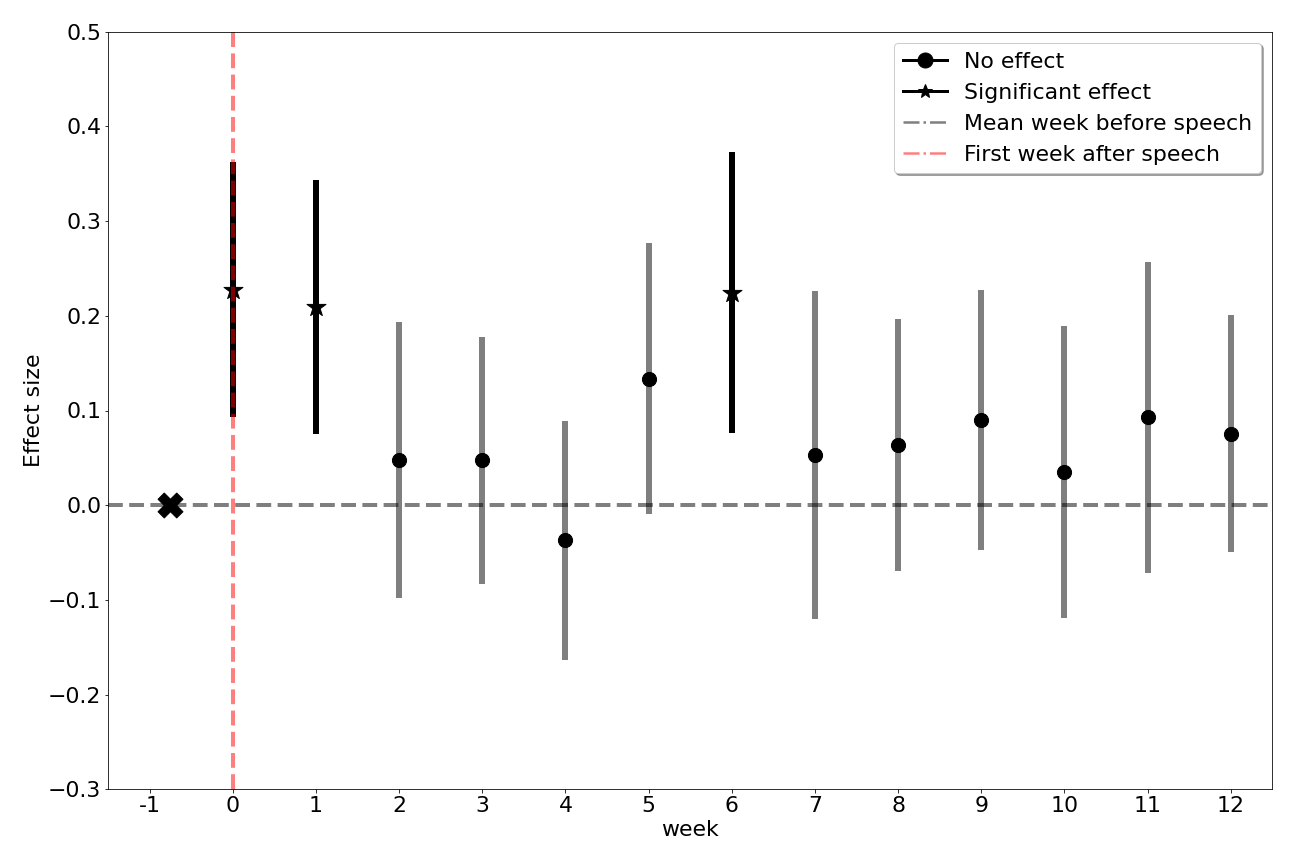 0.5
0.4
0.3
0.2
0.1
0.0
−0.1
−0.2
−0.3
Effect size
No effect
Significant effect
Mean week before speech
First week after speech
-1 0 1 2 3 4 5 6 7 8 9 10 11 12
week